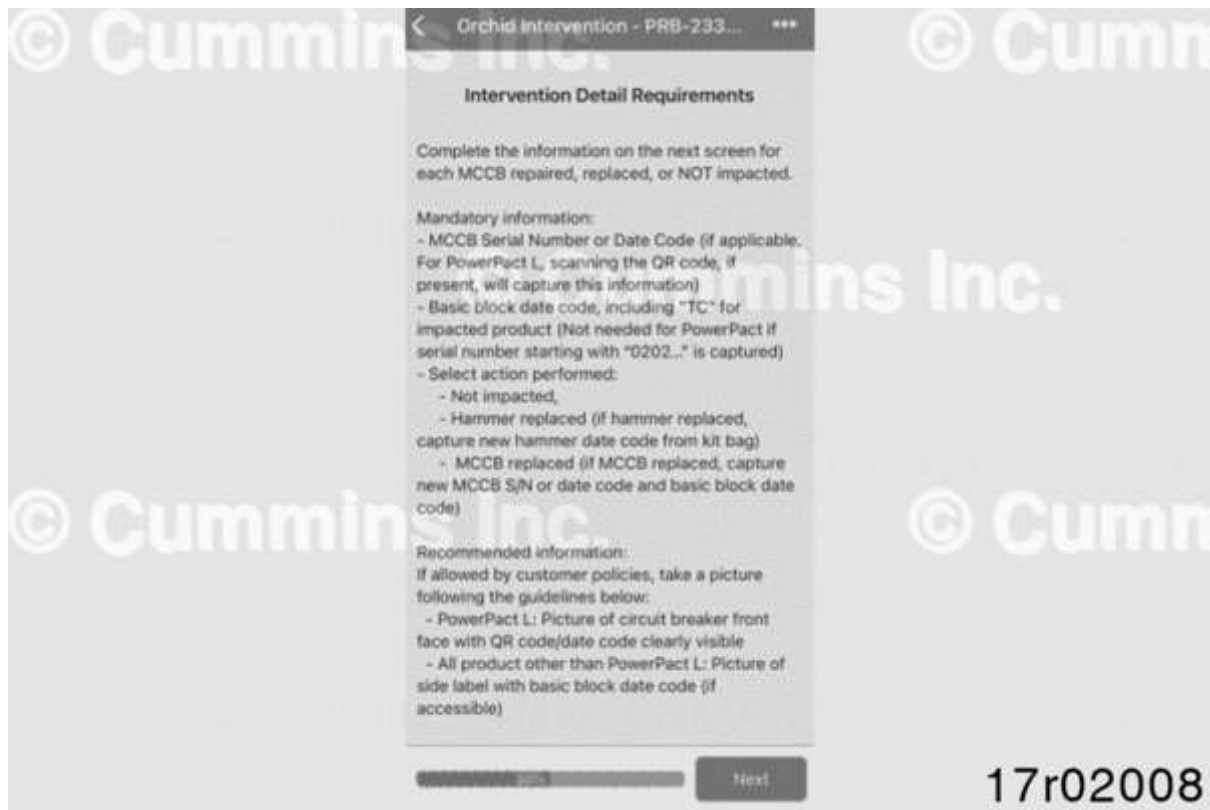 Orchid Intervention - PRB-233... •••
Intervention Detail Requirements
Complete the information on the next screen for
each MCCB repaired, replaced, or NOT impacted.
Mandatory information:
- MCCB Serial Number or Date Code (if applicable.
For PowerPact L, scanning the QR code, if
present, will capture this information)
- Basic block date code, including "TC" for
impacted product (Not needed for PowerPact if
serial number starting with "0202..." is captured)
- Select action performed:
- Not impacted,
- Hammer replaced (if hammer replaced,
capture new hammer date code from kit bag)
- MCCB replaced (if MCCB replaced, capture
new MCCB S/N or date code and basic block date
code)
Recommended information:
If allowed by customer policies, take a picture
following the guidelines below:
- PowerPact L: Picture of circuit breaker front
face with QR code/date code clearly visible
- All product other than PowerPact L: Picture of
side label with basic block date code (if
accessible)
Next
17r02008
© Cummins Inc.
© Cumm
© Cummins Inc.
© Cummins Inc.
© Cumm